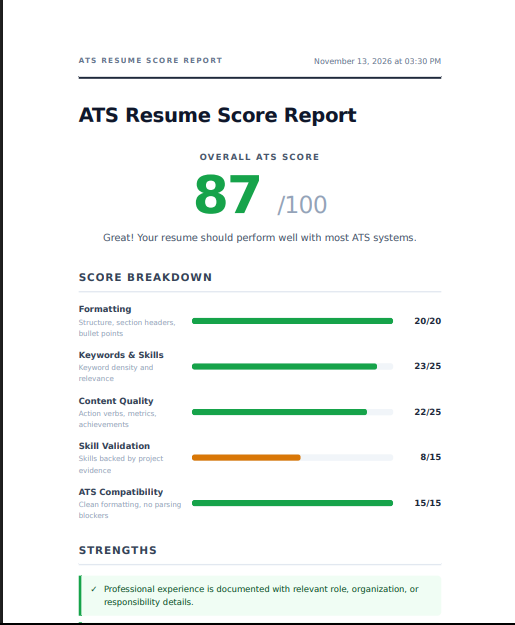 ATS RESUME SCORE REPORT
November 13, 2026 at 03:30 PM
ATS Resume Score Report
OVERALL ATS SCORE
87 /100
Great! Your resume should perform well with most ATS systems.
SCORE BREAKDOWN
Formatting
Structure, section headers,
bullet points
20/20
Keywords & Skills
Keyword density and
relevance
23/25
Content Quality
Action verbs, metrics,
achievements
22/25
Skill Validation
Skills backed by project
evidence
8/15
ATS Compatibility
Clean formatting, no parsing
blockers
15/15
STRENGTHS
✓ Professional experience is documented with relevant role, organization, or
responsibility details.